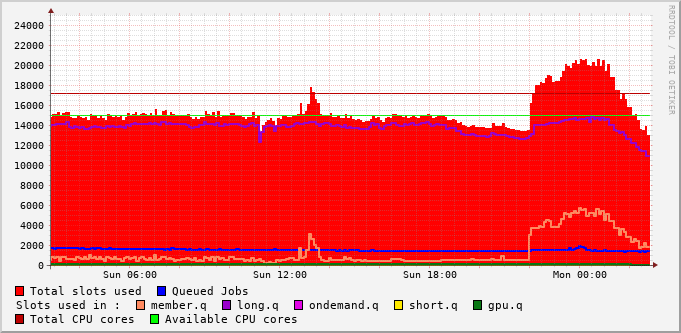 24000
22000
20000
18000
16000
14000
12000
10000
8000
6000
4000
2000
0
Sun 06:00 Sun 12:00 Sun 18:00 Mon 00:00
RRDTOOL / TOBI OETIKER
Total slots used Queued Jobs
Slots used in : member.q long.q ondemand.q short.q gpu.q
Total CPU cores Available CPU cores